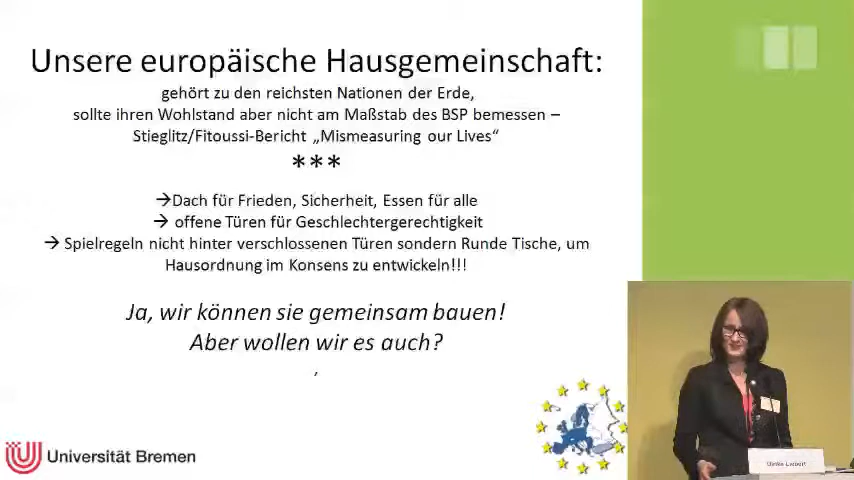 Unsere europäische Hausgemeinschaft:
gehört zu den reichsten Nationen der Erde,
sollte ihren Wohlstand aber nicht am Maßstab des BSP bemessen –
Stieglitz/Fitoussi-Bericht „Mismeasuring our Lives“
***
→Dach für Frieden, Sicherheit, Essen für alle
→ offene Türen für Geschlechtergerechtigkeit
→ Spielregeln nicht hinter verschlossenen Türen sondern Runde Tische, um
Hausordnung im Konsens zu entwickeln!!!
Ja, wir können sie gemeinsam bauen!
Aber wollen wir es auch?
,
Universität Bremen